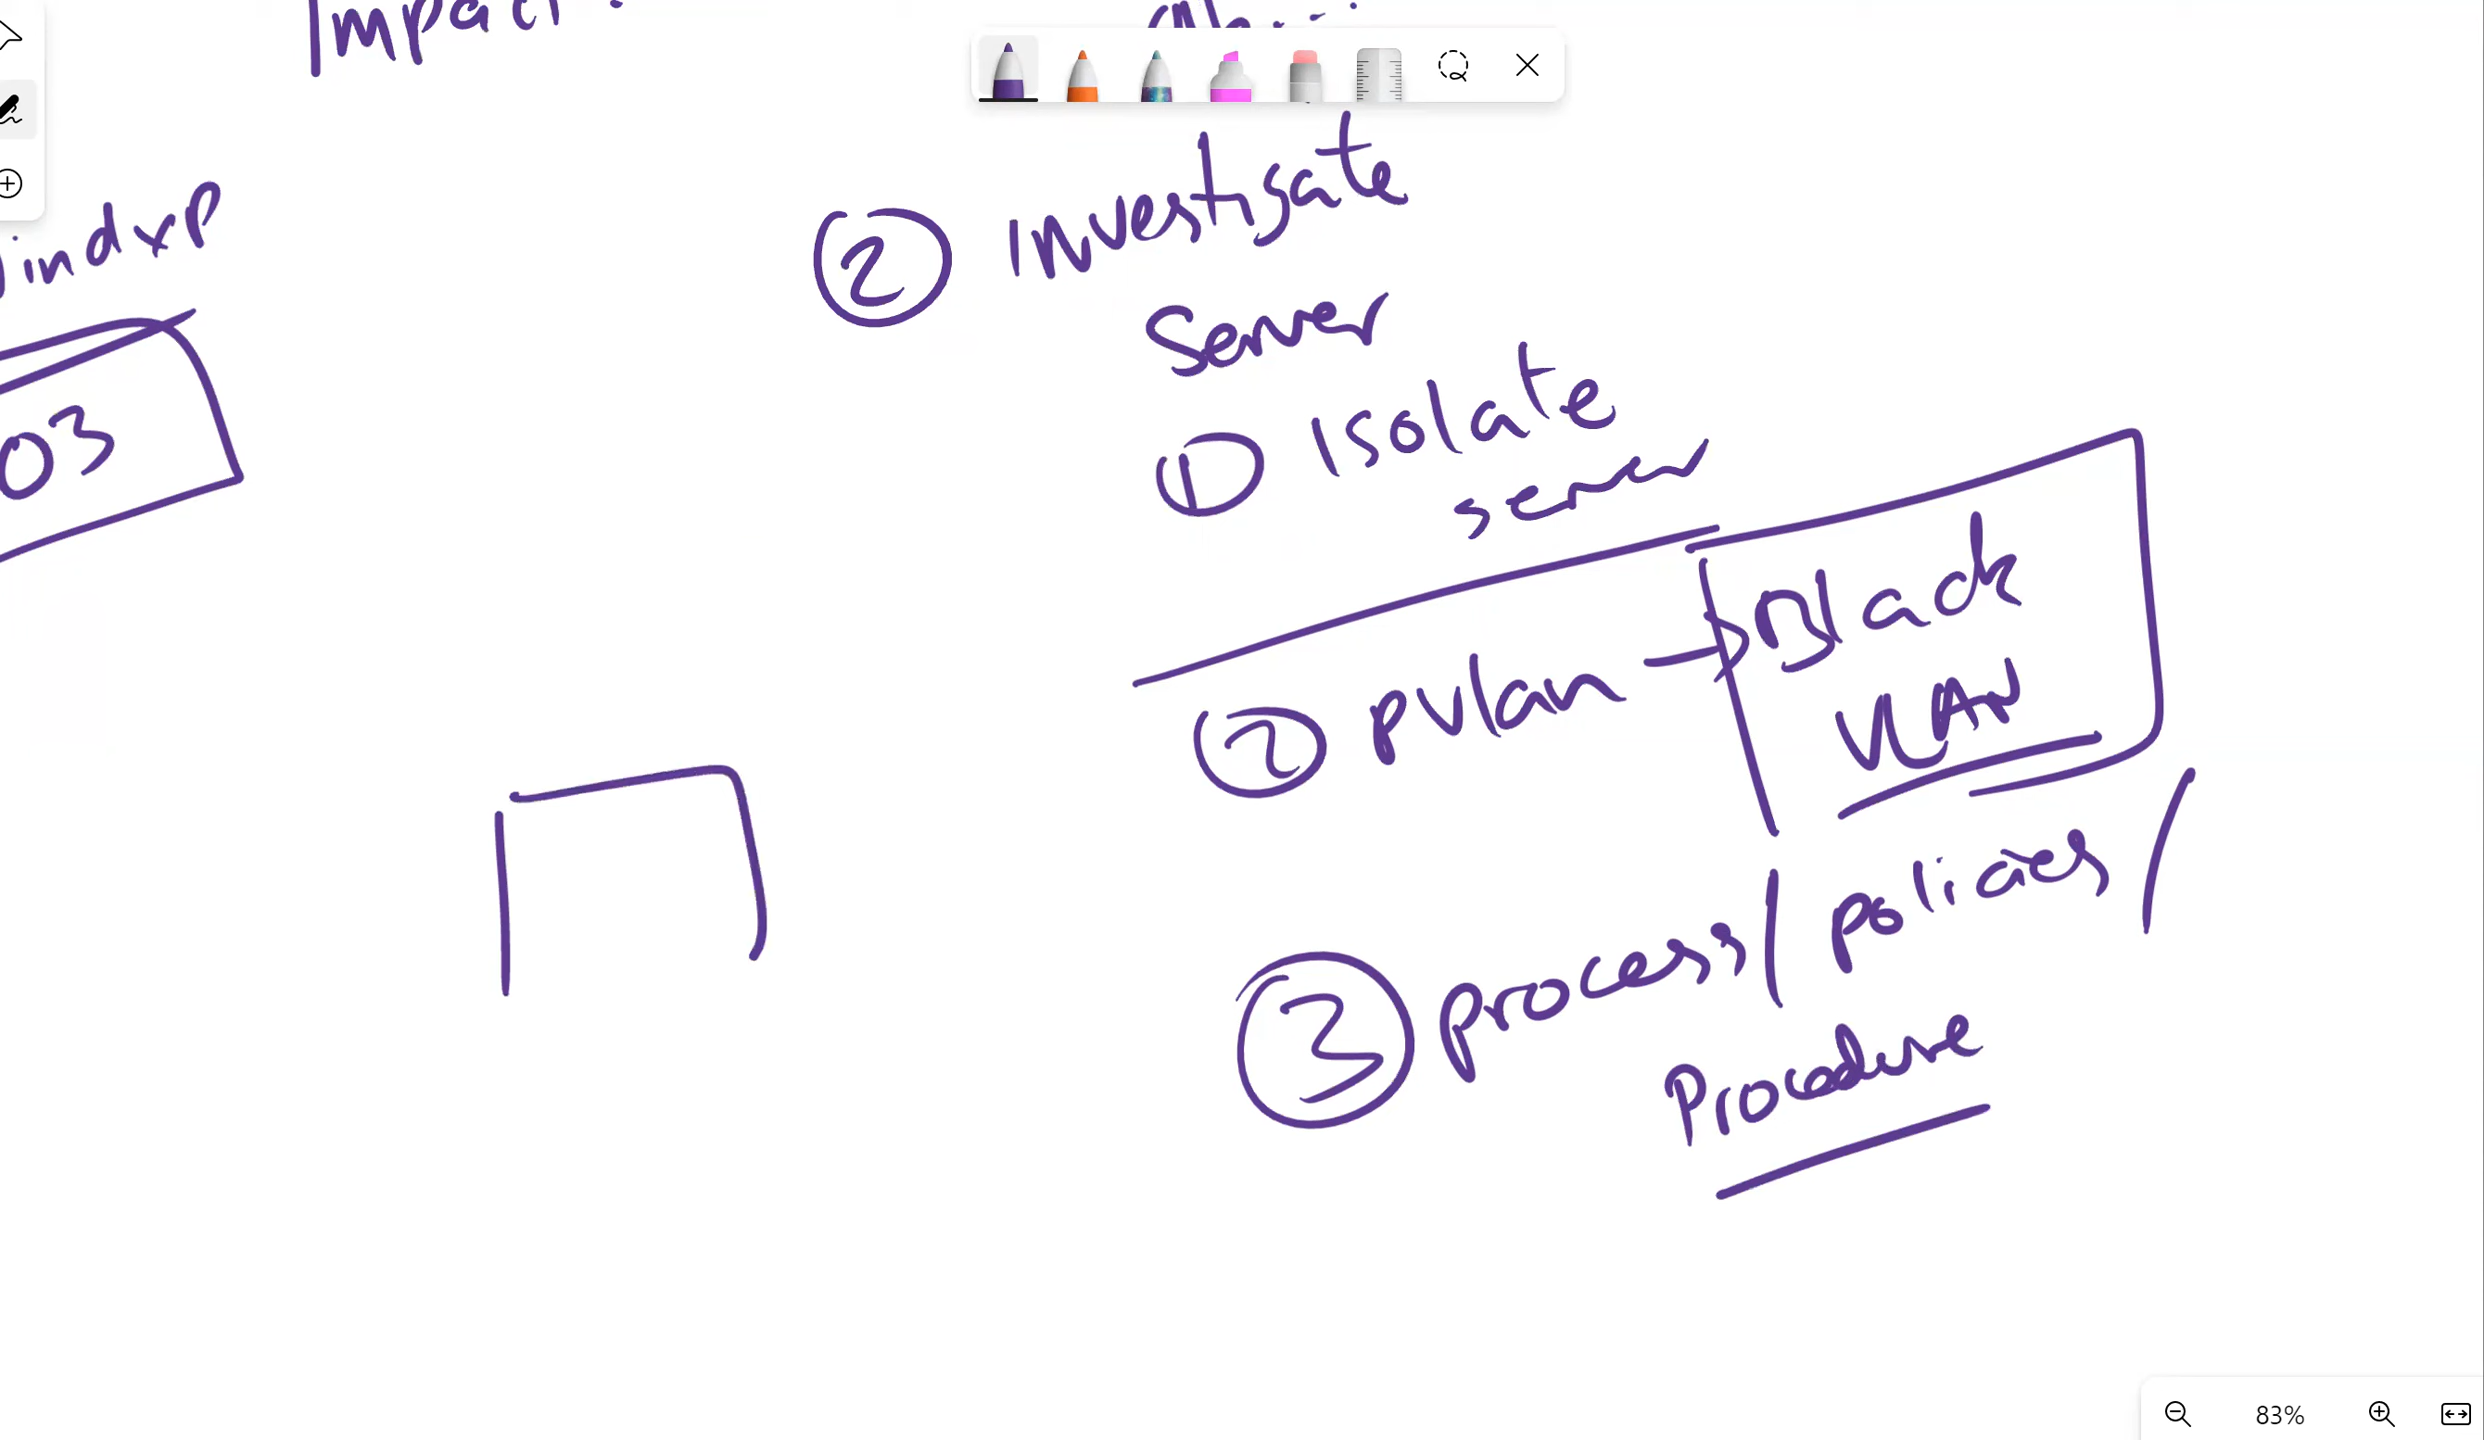 Impact
indxp
03
② Investigate
Server
① Isolate
server
② pvlan → Black
VLAN
③ process / policies /
Procedure
83%